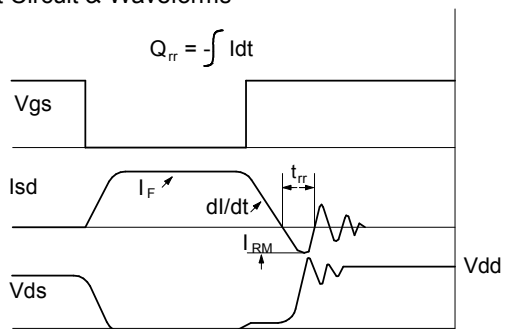 t Circuit & Waveforms
Qrr = -∫ Idt
Vgs
Isd
IF
dI/dt
trr
IRM
Vds
Vdd